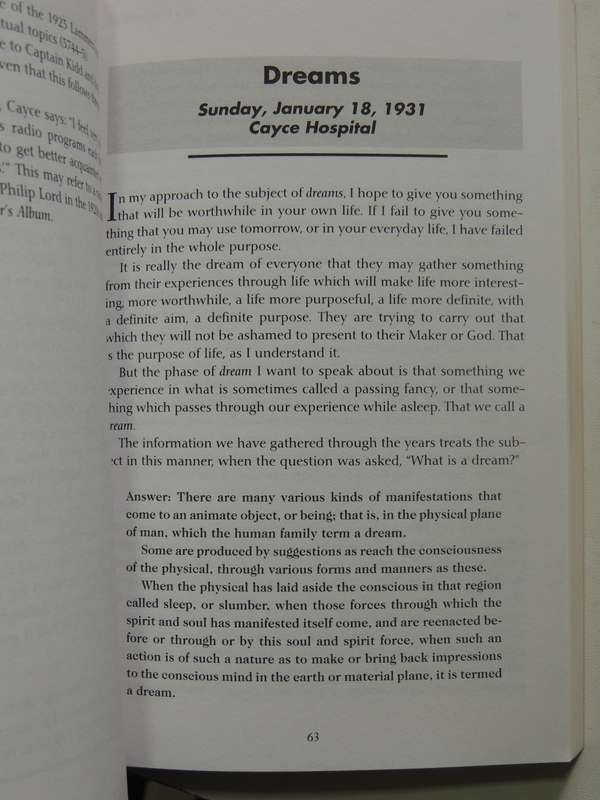 e of the 1925
tual topics (5744-5)
e to Captain Kidd and
ven that this follows
, Cayce says: "I feel
s radio programs
to get better
." This may refer to a
Philip Lord in the
r's Album.
Dreams
Sunday, January 18, 1931
Cayce Hospital
In my approach to the subject of dreams, I hope to give you something
that will be worthwhile in your own life. If I fail to give you some-
thing that you may use tomorrow, or in your everyday life, I have failed
entirely in the whole purpose.
It is really the dream of everyone that they may gather something
from their experiences through life which will make life more interest-
ing, more worthwhile, a life more purposeful, a life more definite, with
a definite aim, a definite purpose. They are trying to carry out that
which they will not be ashamed to present to their Maker or God. That
is the purpose of life, as I understand it.
But the phase of dream I want to speak about is that something we
experience in what is sometimes called a passing fancy, or that some-
hing which passes through our experience while asleep. That we call a
ream.
The information we have gathered through the years treats the sub-
ect in this manner, when the question was asked, "What is a dream?"
Answer: There are many various kinds of manifestations that
come to an animate object, or being; that is, in the physical plane
of man, which the human family term a dream.
Some are produced by suggestions as reach the consciousness
of the physical, through various forms and manners as these.
When the physical has laid aside the conscious in that region
called sleep, or slumber, when those forces through which the
spirit and soul has manifested itself come, and are reenacted be-
fore or through or by this soul and spirit force, when such an
action is of such a nature as to make or bring back impressions
to the conscious mind in the earth or material plane, it is termed
a dream.
63